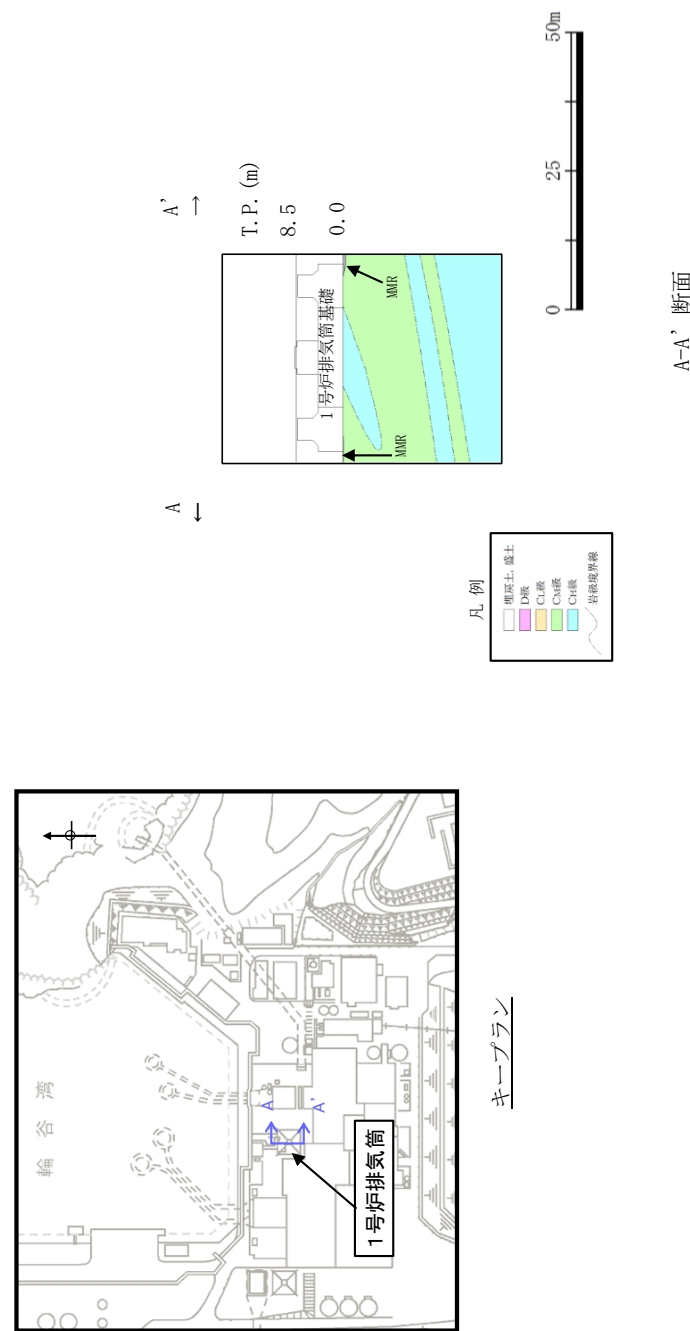 A
←
A’
→
T.P.(m)
8.5
0.0
1号炉排気筒基礎
MMR
MMR
0
25
50m
A-A’ 断面
凡 例
埋戻土, 盛土
D級
CL級
CM級
CH級
岩級境界線
輪谷湾
A
A’
1号炉排気筒
キープラン